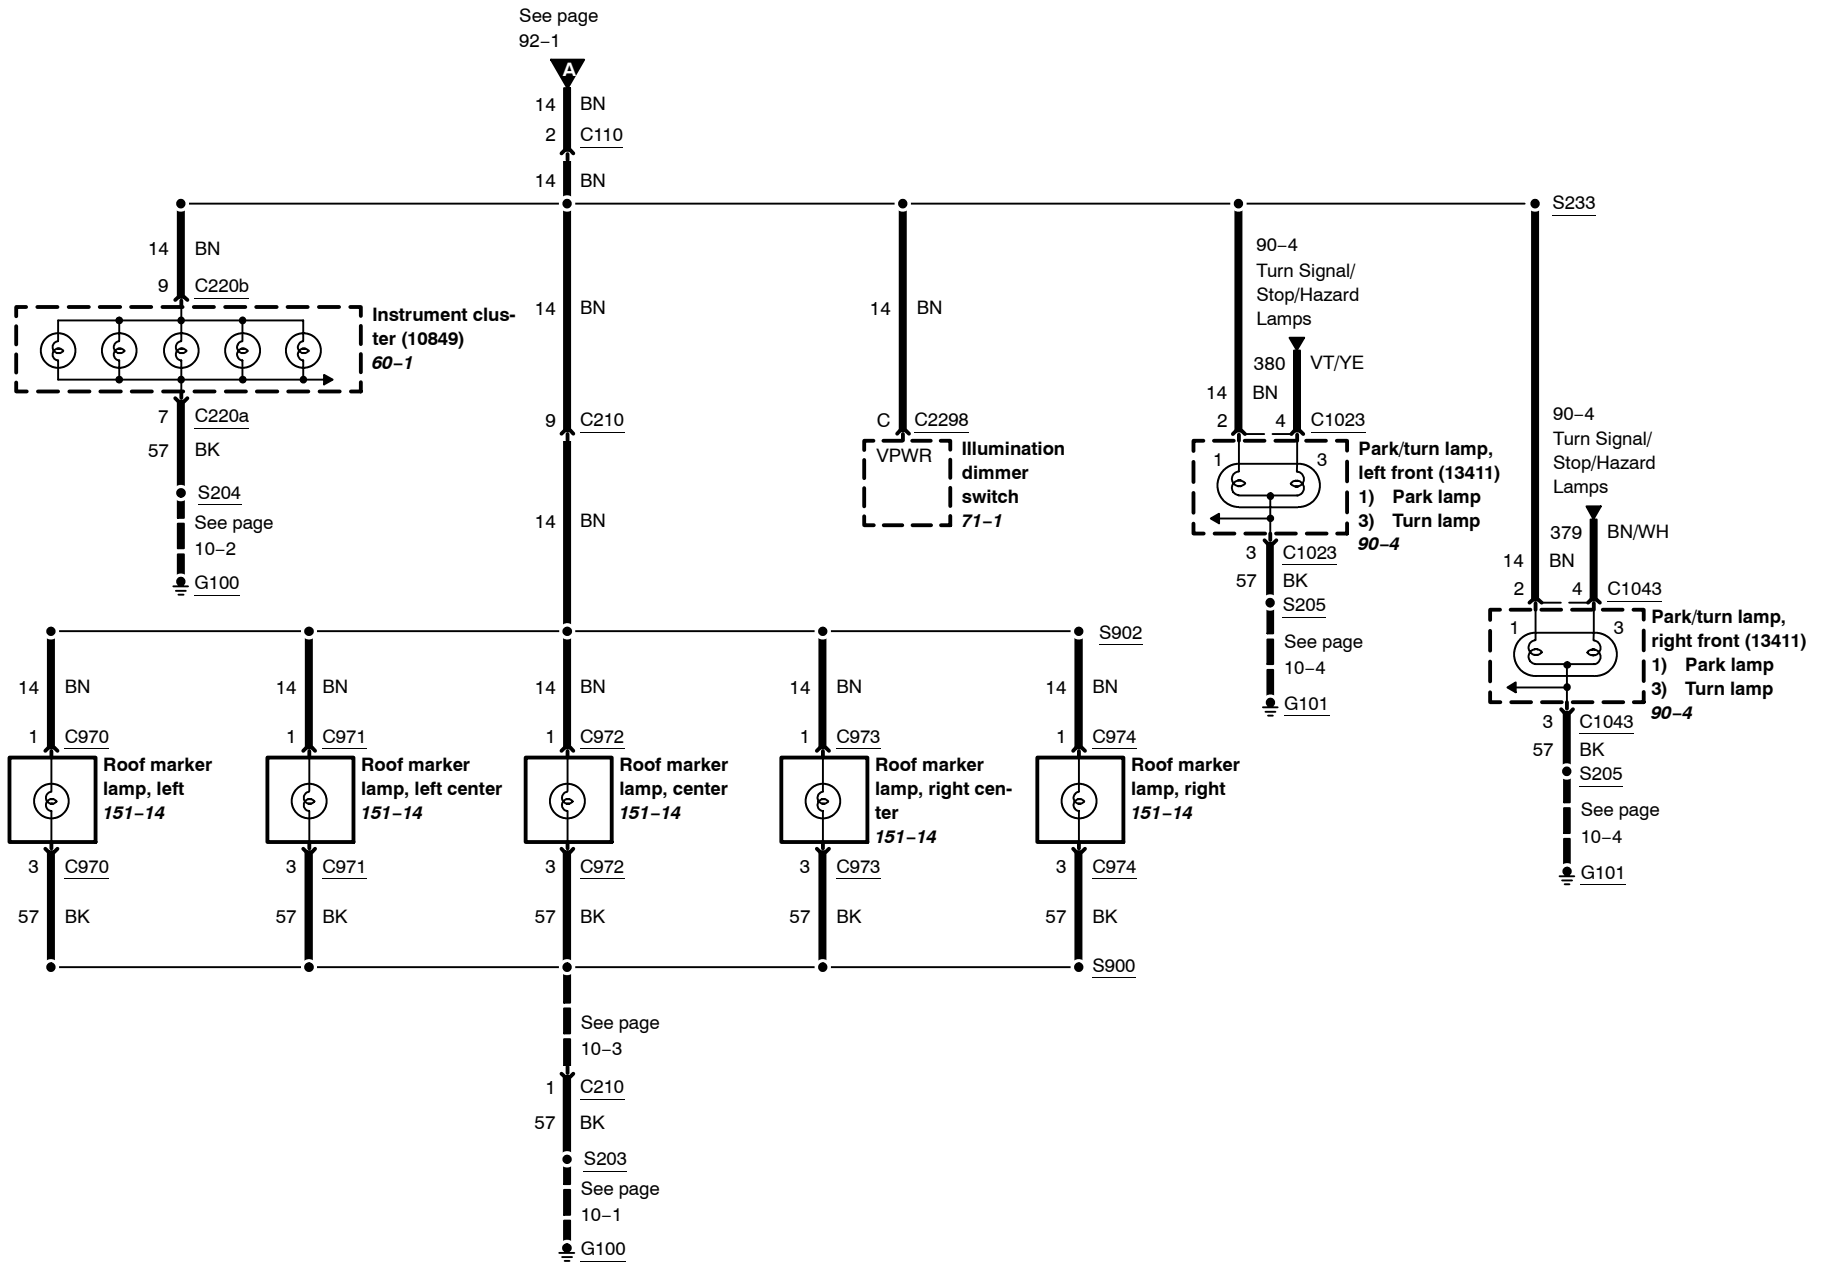 See page
92−1
A
14 BN
2 C110
14 BN
S233
14 BN
9 C220b
Instrument clus-
ter (10849)
60−1
7 C220a
57 BK
S204
See page
10−2
G100
14 BN
9 C210
14 BN
14 BN
C C2298
VPWR
Illumination
dimmer
switch
71−1
90−4
Turn Signal/
Stop/Hazard
Lamps
380 VT/YE
14 BN
2 4 C1023
1 3
Park/turn lamp,
left front (13411)
1) Park lamp
3) Turn lamp
90−4
3 C1023
57 BK
S205
See page
10−4
G101
90−4
Turn Signal/
Stop/Hazard
Lamps
379 BN/WH
14 BN
2 4 C1043
1 3
Park/turn lamp,
right front (13411)
1) Park lamp
3) Turn lamp
90−4
3 C1043
57 BK
S205
See page
10−4
G101
S902
14 BN
1 C970
Roof marker
lamp, left
151−14
3 C970
57 BK
14 BN
1 C971
Roof marker
lamp, left center
151−14
3 C971
57 BK
14 BN
1 C972
Roof marker
lamp, center
151−14
3 C972
57 BK
14 BN
1 C973
Roof marker
lamp, right cen-
ter
151−14
3 C973
57 BK
14 BN
1 C974
Roof marker
lamp, right
151−14
3 C974
57 BK
S900
See page
10−3
1 C210
57 BK
S203
See page
10−1
G100